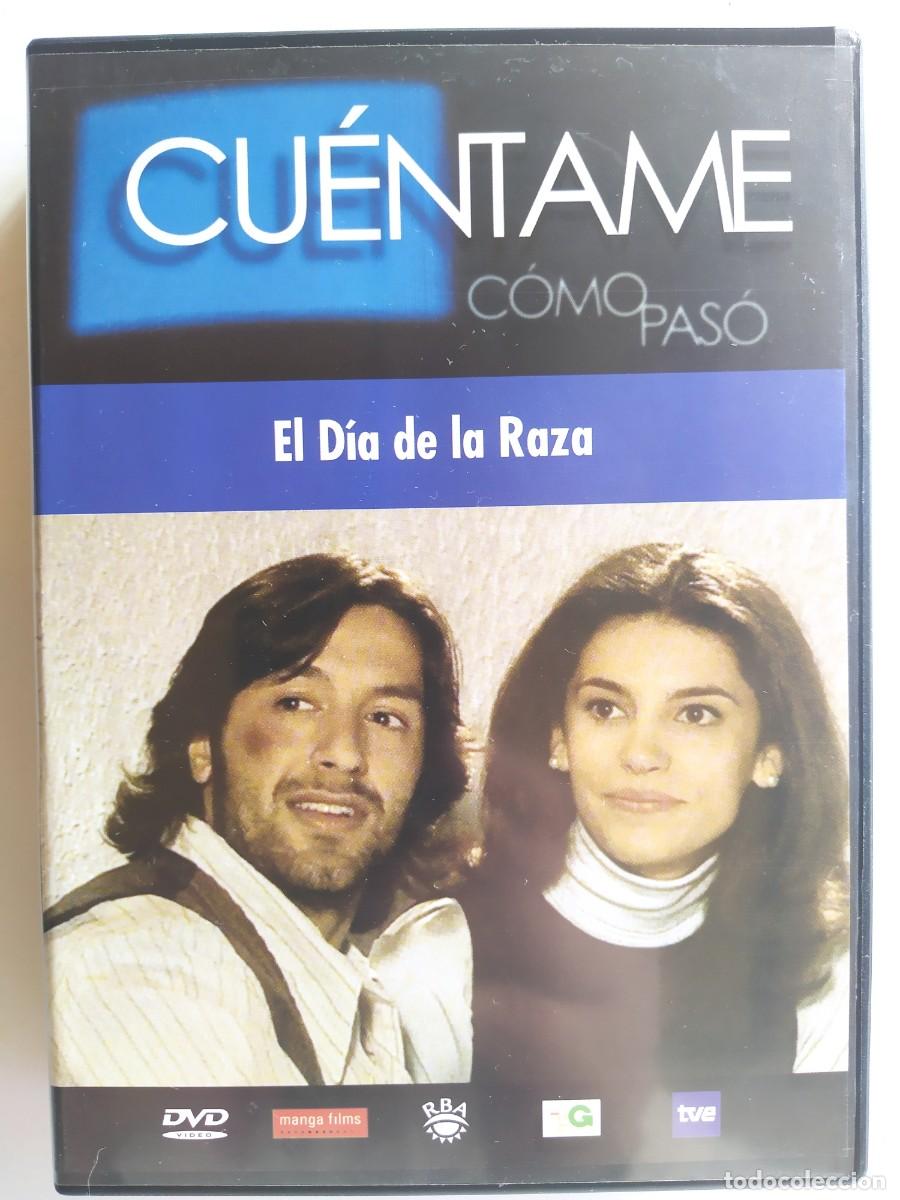 CUÉNTAME
CÓMO PASÓ
El Día de la Raza
DVD
VIDEO
manga films
RBA
G
tve
todocoleccion